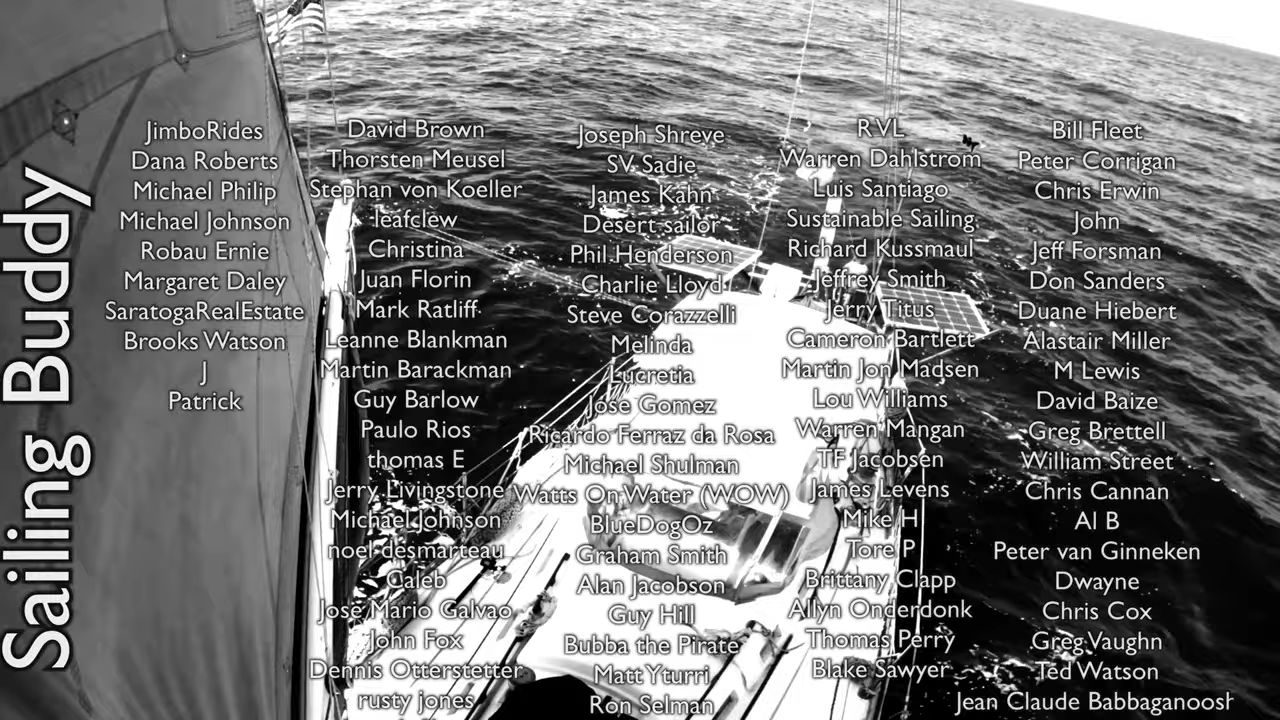 Sailing Buddy
JimboRides
Dana Roberts
Michael Philip
Michael Johnson
Robau Ernie
Margaret Daley
SaratogaRealEstate
Brooks Watson
J
Patrick
David Brown
Thorsten Meusel
Stephan von Koeller
leafclew
Christina
Juan Florin
Mark Ratliff
Leanne Blankman
Martin Barackman
Guy Barlow
Paulo Rios
thomas E
Jerry Livingstone
Michael Johnson
noel desmarteau
Caleb
José Mario Galvao
John Fox
Dennis Otterstetter
rusty jones
Joseph Shreve
SV Sadie
James Kahn
Desert sailor
Phil Henderson
Charlie Lloyd
Steve Corazzelli
Melinda
Lucretia
Jose Gomez
Ricardo Ferraz da Rosa
Michael Shulman
Watts On Water (WOW)
BlueDogOz
Graham Smith
Alan Jacobson
Guy Hill
Bubba the Pirate
Matt Yturri
Ron Selman
RVL
Warren Dahlstrom
Luis Santiago
Sustainable Sailing
Richard Kussmaul
Jeffrey Smith
Jerry Titus
Cameron Bartlett
Martin Jon Madsen
Lou Williams
Warren Mangan
TF Jacobsen
James Levens
Mike H
Tore P
Brittany Clapp
Allyn Onderdonk
Thomas Perry
Blake Sawyer
Bill Fleet
Peter Corrigan
Chris Erwin
John
Jeff Forsman
Don Sanders
Duane Hiebert
Alastair Miller
M Lewis
David Baize
Greg Brettell
William Street
Chris Cannan
Al B
Peter van Ginneken
Dwayne
Chris Cox
Greg Vaughn
Ted Watson
Jean Claude Babbaganoosh